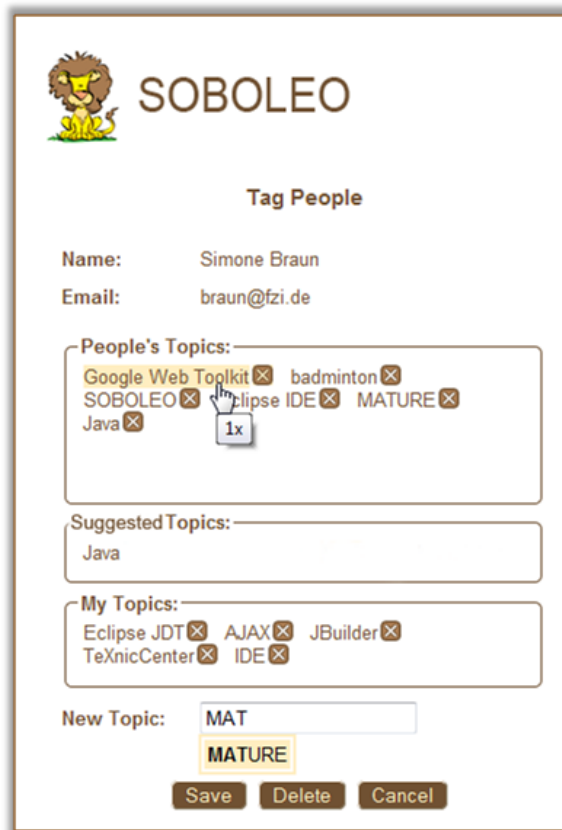 SOBOLEO
Tag People
Name: Simone Braun
Email: braun@fzi.de
People's Topics:
Google Web Toolkit badminton
SOBOLEO clipse IDE MATURE
Java
1x
Suggested Topics:
Java
My Topics:
Eclipse JDT AJAX JBuilder
TeXnicCenter IDE
New Topic: MAT
MATURE
Save Delete Cancel